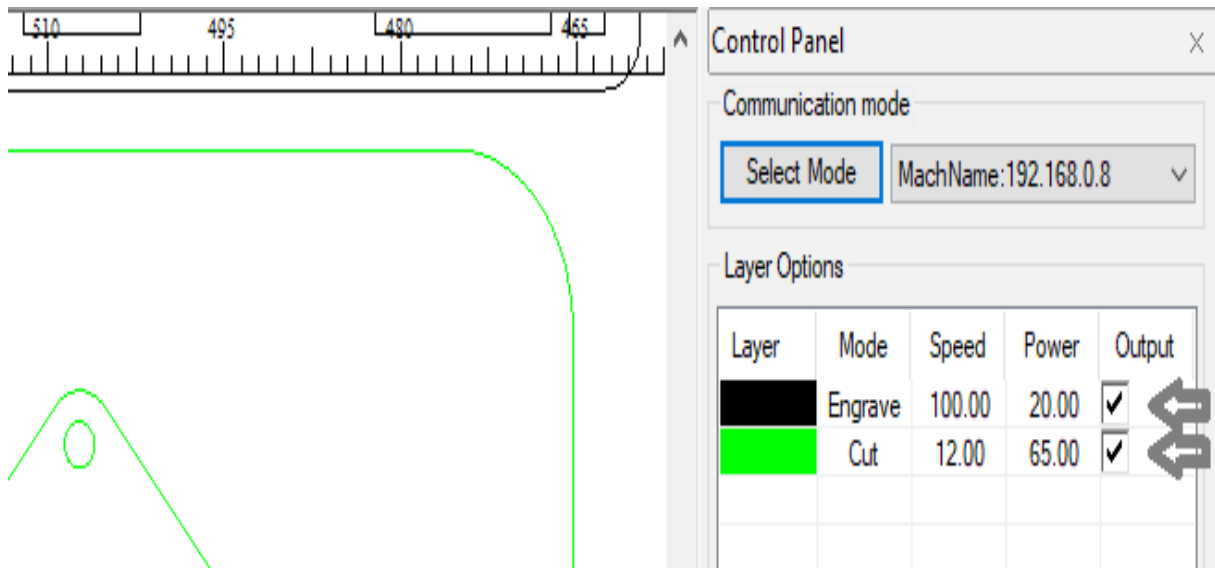 510 495 480 465
Control Panel
Communication mode
Select Mode MachName:192.168.0.8
Layer Options
Layer Mode Speed Power Output
Engrave 100.00 20.00
Cut 12.00 65.00